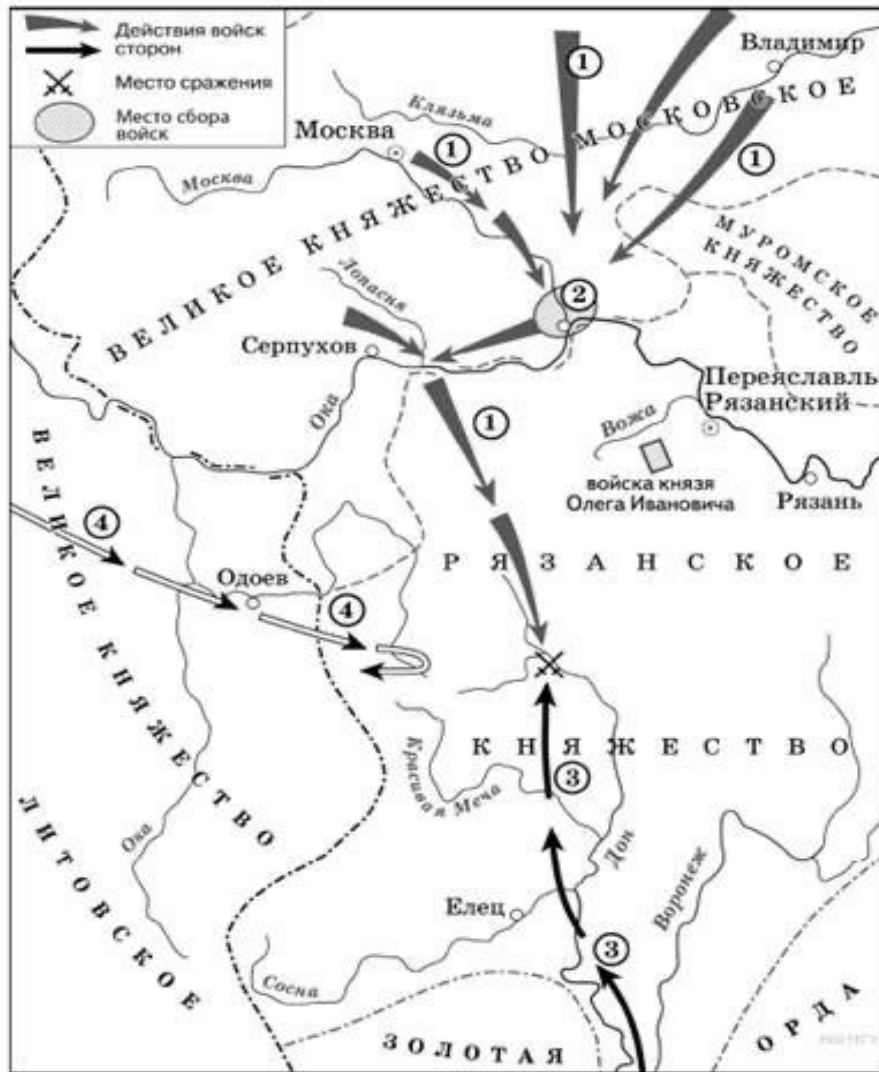 Действия войск
сторон
Место сражения
Место сбора
войск
Владимир
1
Клязьма
Москва
1
1
Москва
ВЕЛИКОЕ КНЯЖЕСТВО МОСКОВСКОЕ
МУРОМСКОЕ
КНЯЖЕСТВО
Лопасня
2
Серпухов
Ока
Переяславль
Рязанский
1
Вожа
войска князя
Олега Ивановича
Рязань
4
РЯЗАНСКОЕ
Одоев
4
КНЯЖЕСТВО
Красивая Меча
3
ВЕЛИКОЕ КНЯЖЕСТВО
ЛИТОВСКОЕ
Ока
Дон
Воронеж
Елец
3
Сосна
ЗОЛОТАЯ
ОРДА